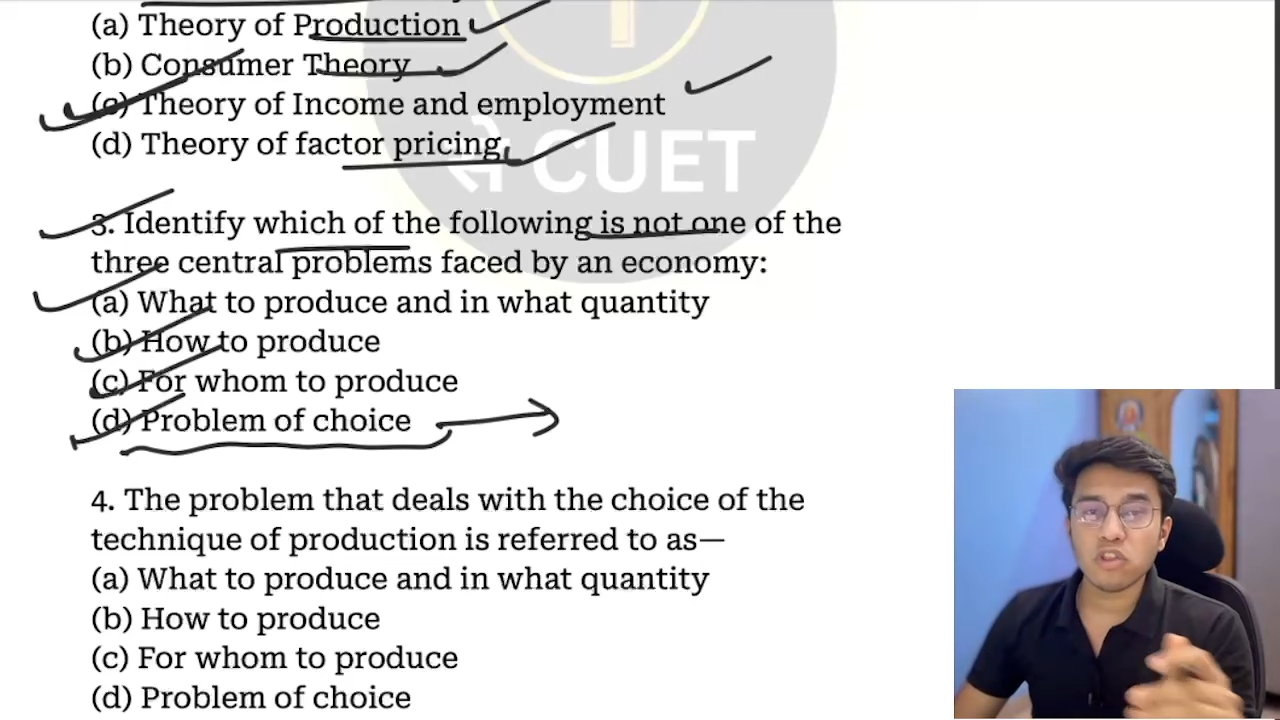 (a) Theory of Production
(b) Consumer Theory
(c) Theory of Income and employment
(d) Theory of factor pricing
से CUET
3. Identify which of the following is not one of the
three central problems faced by an economy:
(a) What to produce and in what quantity
(b) How to produce
(c) For whom to produce
(d) Problem of choice
4. The problem that deals with the choice of the
technique of production is referred to as—
(a) What to produce and in what quantity
(b) How to produce
(c) For whom to produce
(d) Problem of choice